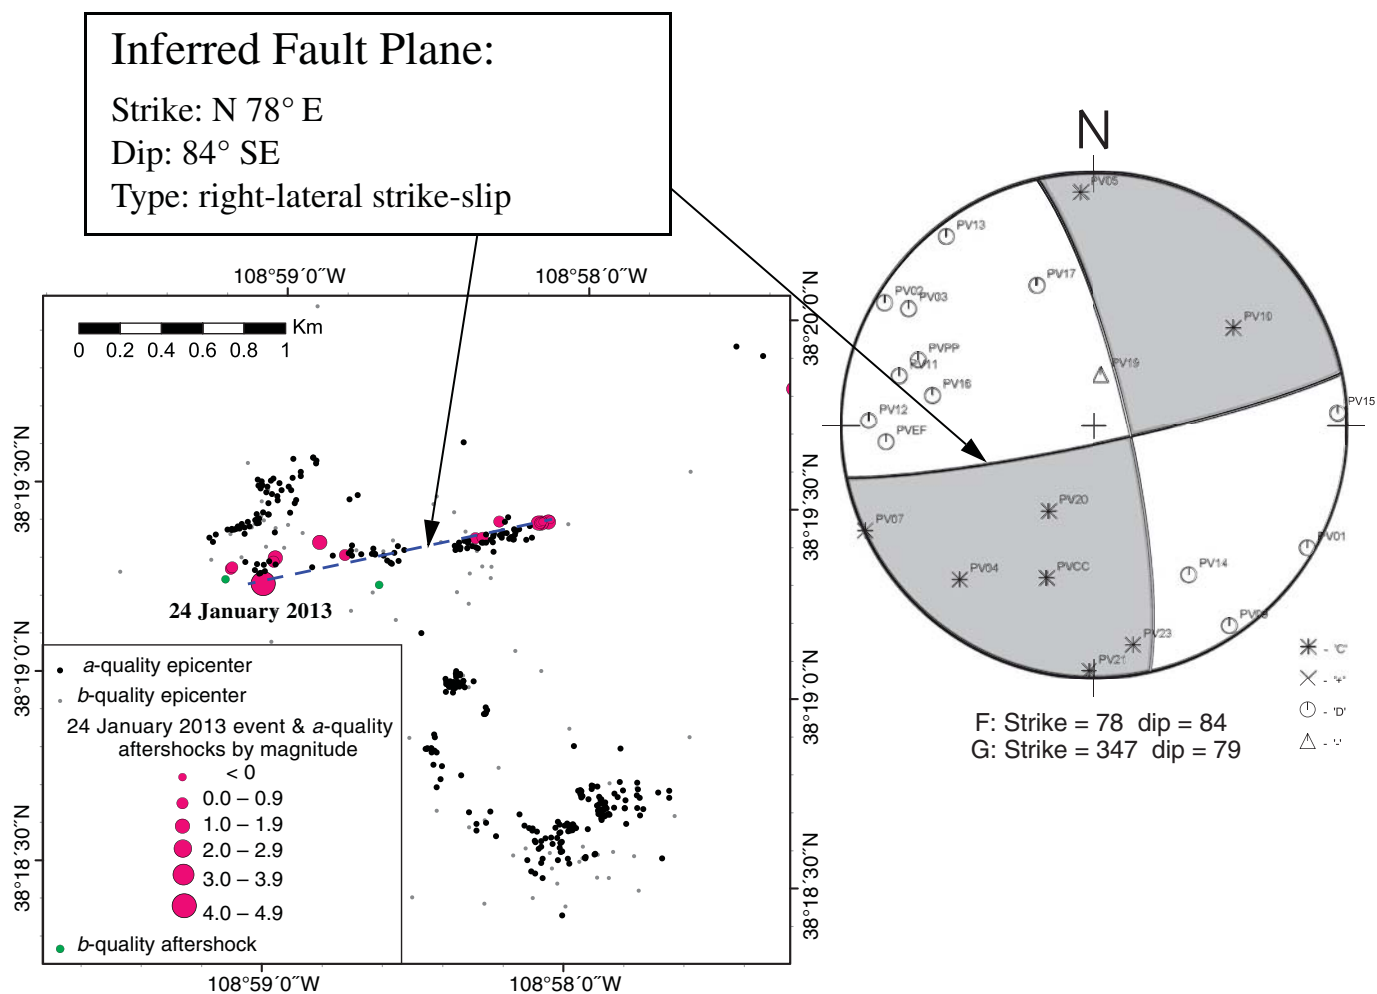 Inferred Fault Plane:
Strike: N 78° E
Dip: 84° SE
Type: right-lateral strike-slip
108°59´0˝W
108°58´0˝W
Km
0 0.2 0.4 0.6 0.8 1
38°19´30˝N
38°19´0˝N
38°18´30˝N
38°20´0˝N
38°19´30˝N
38°19´0˝N
38°18´30˝N
24 January 2013
a-quality epicenter
b-quality epicenter
24 January 2013 event & a-quality
aftershocks by magnitude
< 0
0.0 – 0.9
1.0 – 1.9
2.0 – 2.9
3.0 – 3.9
4.0 – 4.9
b-quality aftershock
108°59´0˝W
108°58´0˝W
N
PV05
PV13
PV17
PV02
PV03
PV10
PVPP
PV11
PV19
PV16
PV15
PV12
PVEF
PV20
PV07
PV01
PV04
PVCC
PV14
PV23
PV21
F: Strike = 78 dip = 84
G: Strike = 347 dip = 79
- 'C'
- '+'
- 'D'
- '-'